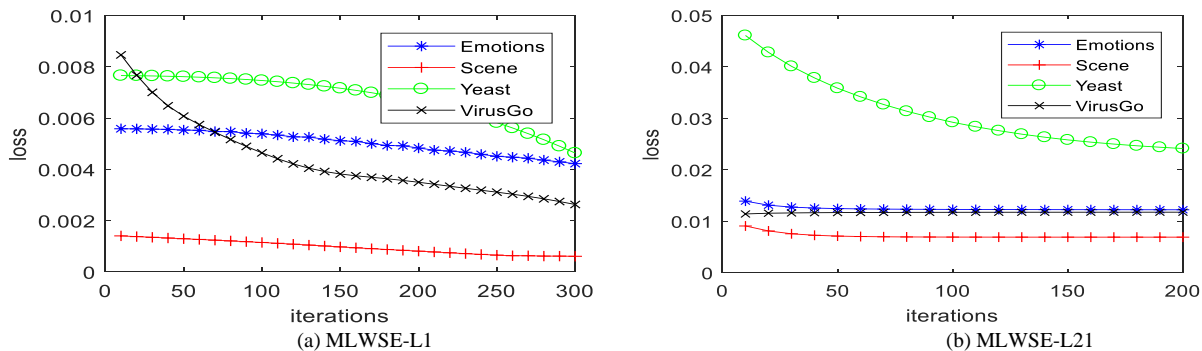 0.01
0.008
0.006
0.004
0.002
0
loss
0
50
100
150
200
250
300
iterations
Emotions
Scene
Yeast
VirusGo
(a) MLWSE-L1
0.05
0.04
0.03
0.02
0.01
0
loss
0
50
100
150
200
iterations
Emotions
Scene
Yeast
VirusGo
(b) MLWSE-L21